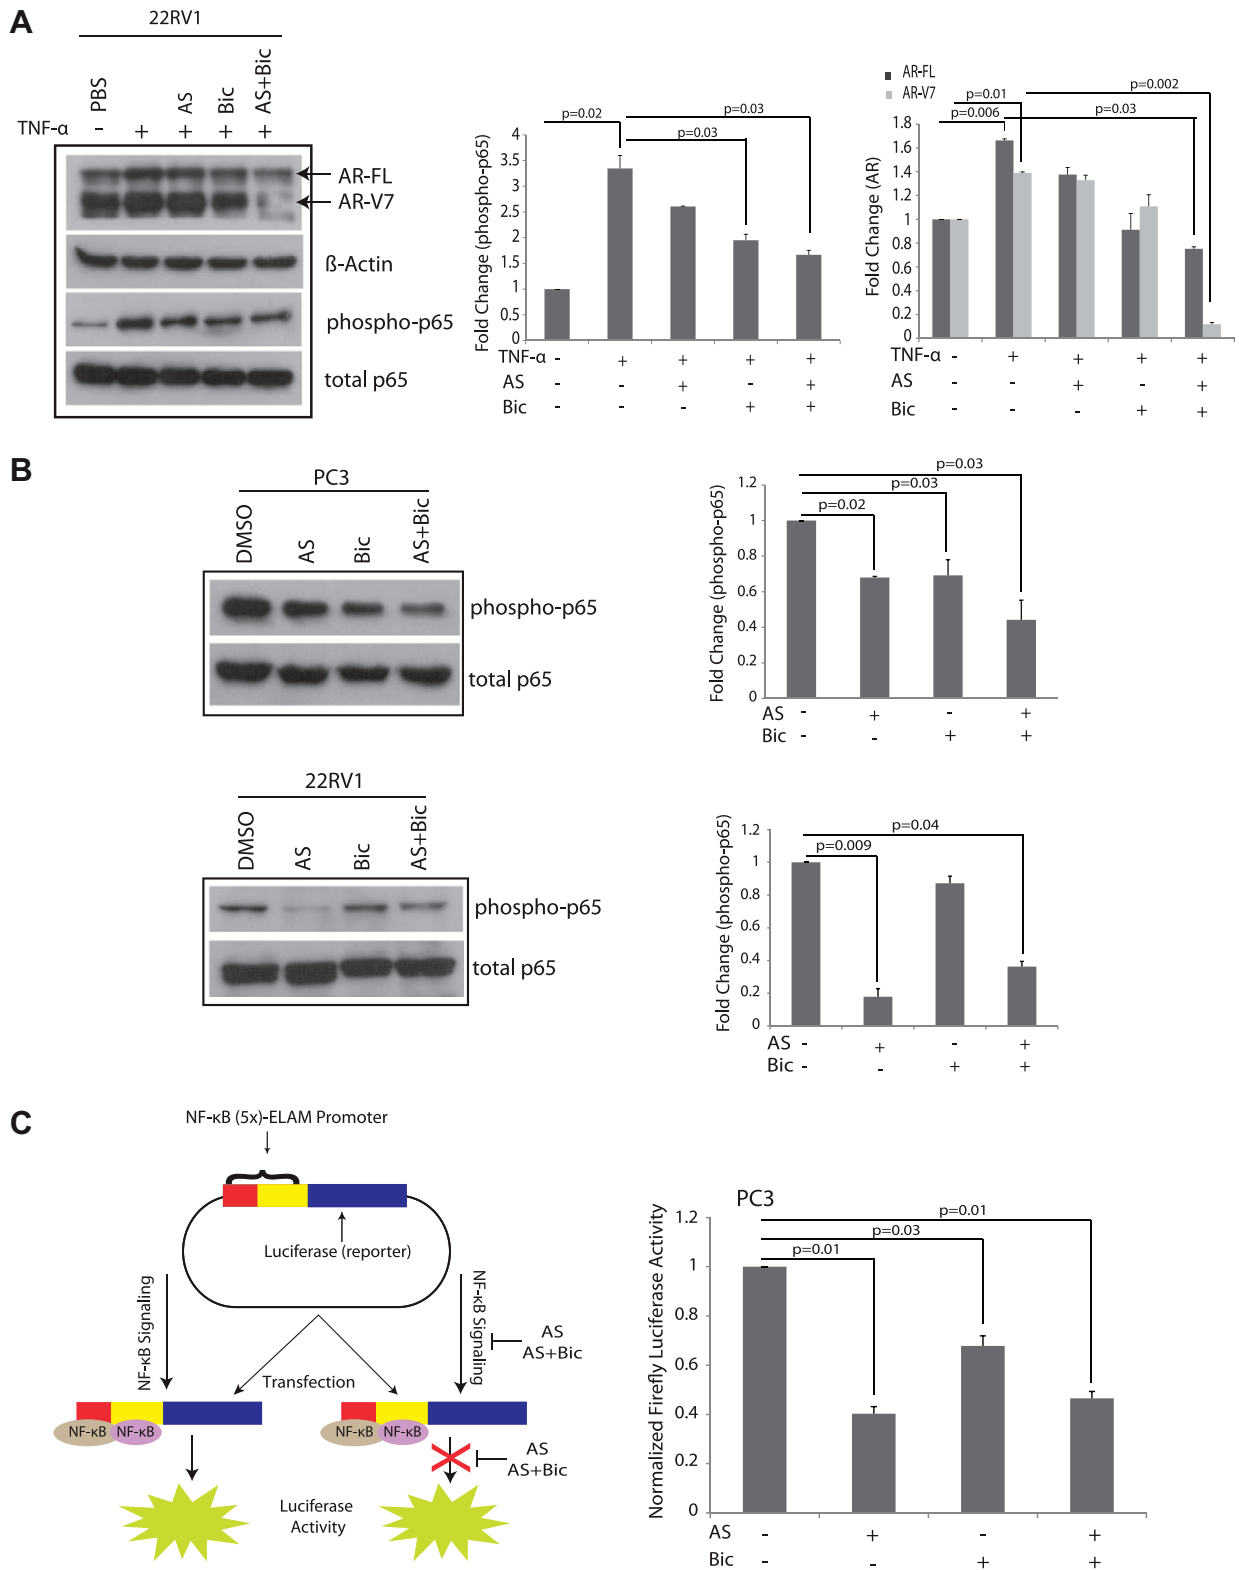 A
22RV1
PBS
AS
Bic
AS+Bic
TNF-α - + + + +
AR-FL
AR-V7
ß-Actin
phospho-p65
total p65
Fold Change (phospho-p65)
p=0.02
p=0.03
p=0.03
4
3.5
3
2.5
2
1.5
1
0.5
0
TNF-α - + + + +
AS - - + - +
Bic - - - + +
AR-FL
AR-V7
p=0.002
p=0.01
p=0.03
p=0.006
Fold Change (AR)
1.8
1.6
1.4
1.2
1
0.8
0.6
0.4
0.2
0
TNF-α - + + + +
AS - - + - +
Bic - - - + +
B
PC3
DMSO
AS
Bic
AS+Bic
phospho-p65
total p65
Fold Change (phospho-p65)
p=0.03
p=0.03
p=0.02
1.2
1
0.8
0.6
0.4
0.2
0
AS - + - +
Bic - - + +
22RV1
DMSO
AS
Bic
AS+Bic
phospho-p65
total p65
Fold Change (phospho-p65)
p=0.04
p=0.009
1.2
1
0.8
0.6
0.4
0.2
0
AS - + - +
Bic - - + +
C
NF-κB (5x)-ELAM Promoter
Luciferase (reporter)
NF-κB Signaling
NF-κB Signaling
AS
AS+Bic
Transfection
NF-κB NF-κB
NF-κB NF-κB
AS
AS+Bic
Luciferase
Activity
PC3
Normalized Firefly Luciferase Activity
p=0.01
p=0.03
p=0.01
1.2
1
0.8
0.6
0.4
0.2
0
AS - + - +
Bic - - + +